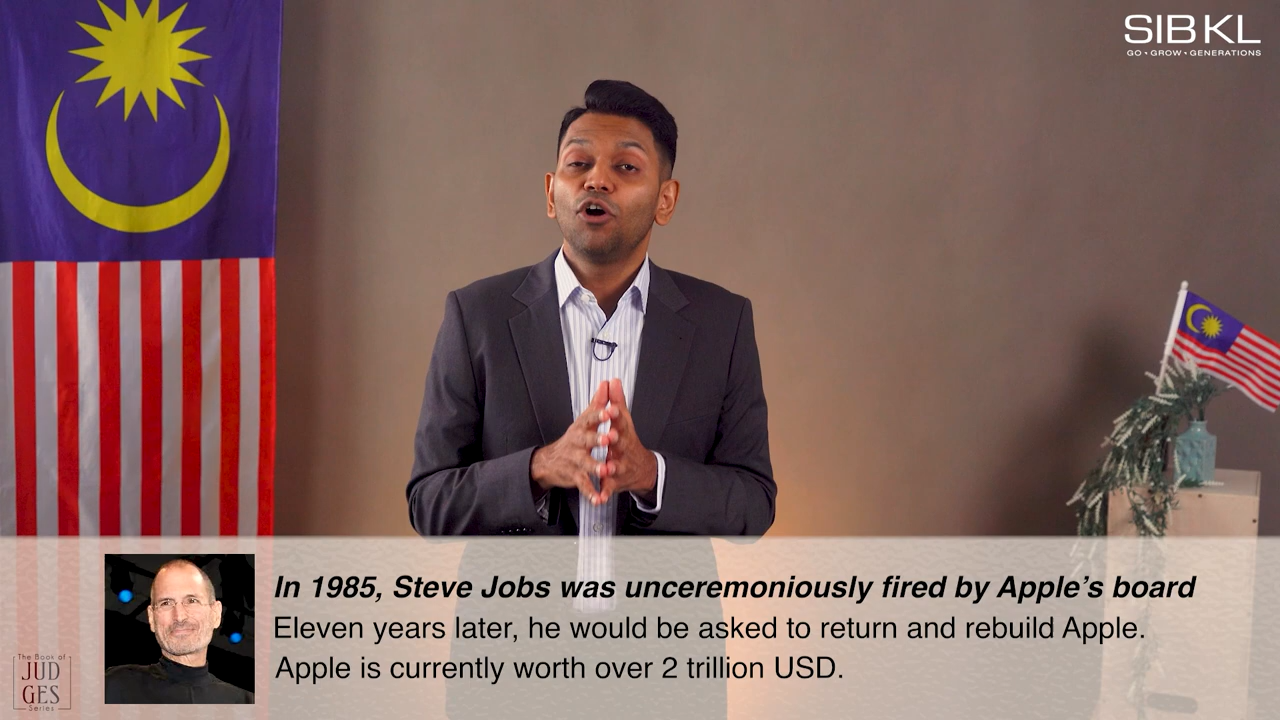 SIBKL
GO • GROW • GENERATIONS
In 1985, Steve Jobs was unceremoniously fired by Apple’s board
Eleven years later, he would be asked to return and rebuild Apple.
Apple is currently worth over 2 trillion USD.
The Book of
JUD
GES
Series